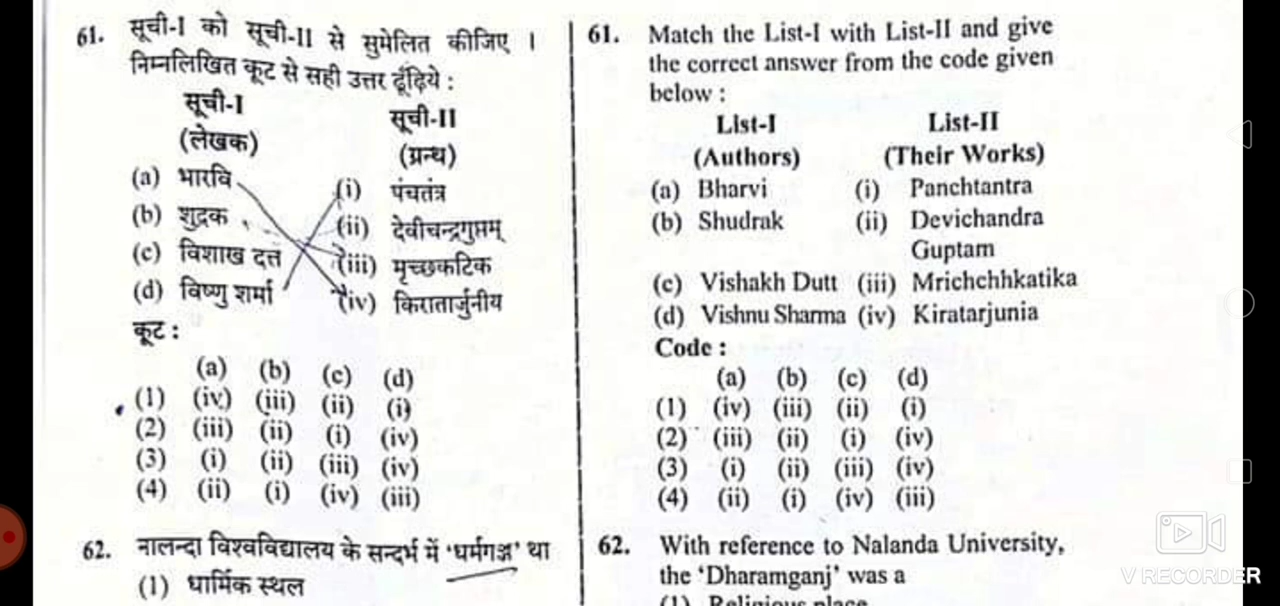 61. सूची-I को सूची-II से सुमेलित कीजिए ।
निम्नलिखित कूट से सही उत्तर ढूँढ़िये :
सूची-I सूची-II
(लेखक) (ग्रन्थ)
(a) भारवि (i) पंचतंत्र
(b) शुद्रक (ii) देवीचन्द्रगुप्तम्
(c) विशाख दत्त (iii) मृच्छकटिक
(d) विष्णु शर्मा (iv) किरातार्जुनीय
कूट :
(a) (b) (c) (d)
(1) (iv) (iii) (ii) (i)
(2) (iii) (ii) (i) (iv)
(3) (i) (ii) (iii) (iv)
(4) (ii) (i) (iv) (iii)
62. नालन्दा विश्वविद्यालय के सन्दर्भ में ‘धर्मगञ्ज’ था
(1) धार्मिक स्थल
61. Match the List-I with List-II and give
the correct answer from the code given
below :
List-I List-II
(Authors) (Their Works)
(a) Bharvi (i) Panchtantra
(b) Shudrak (ii) Devichandra
Guptam
(c) Vishakh Dutt (iii) Mrichchhkatika
(d) Vishnu Sharma (iv) Kiratarjunia
Code :
(a) (b) (c) (d)
(1) (iv) (iii) (ii) (i)
(2) (iii) (ii) (i) (iv)
(3) (i) (ii) (iii) (iv)
(4) (ii) (i) (iv) (iii)
62. With reference to Nalanda University,
the ‘Dharamganj’ was a
(1) Religious place
V RECORDER